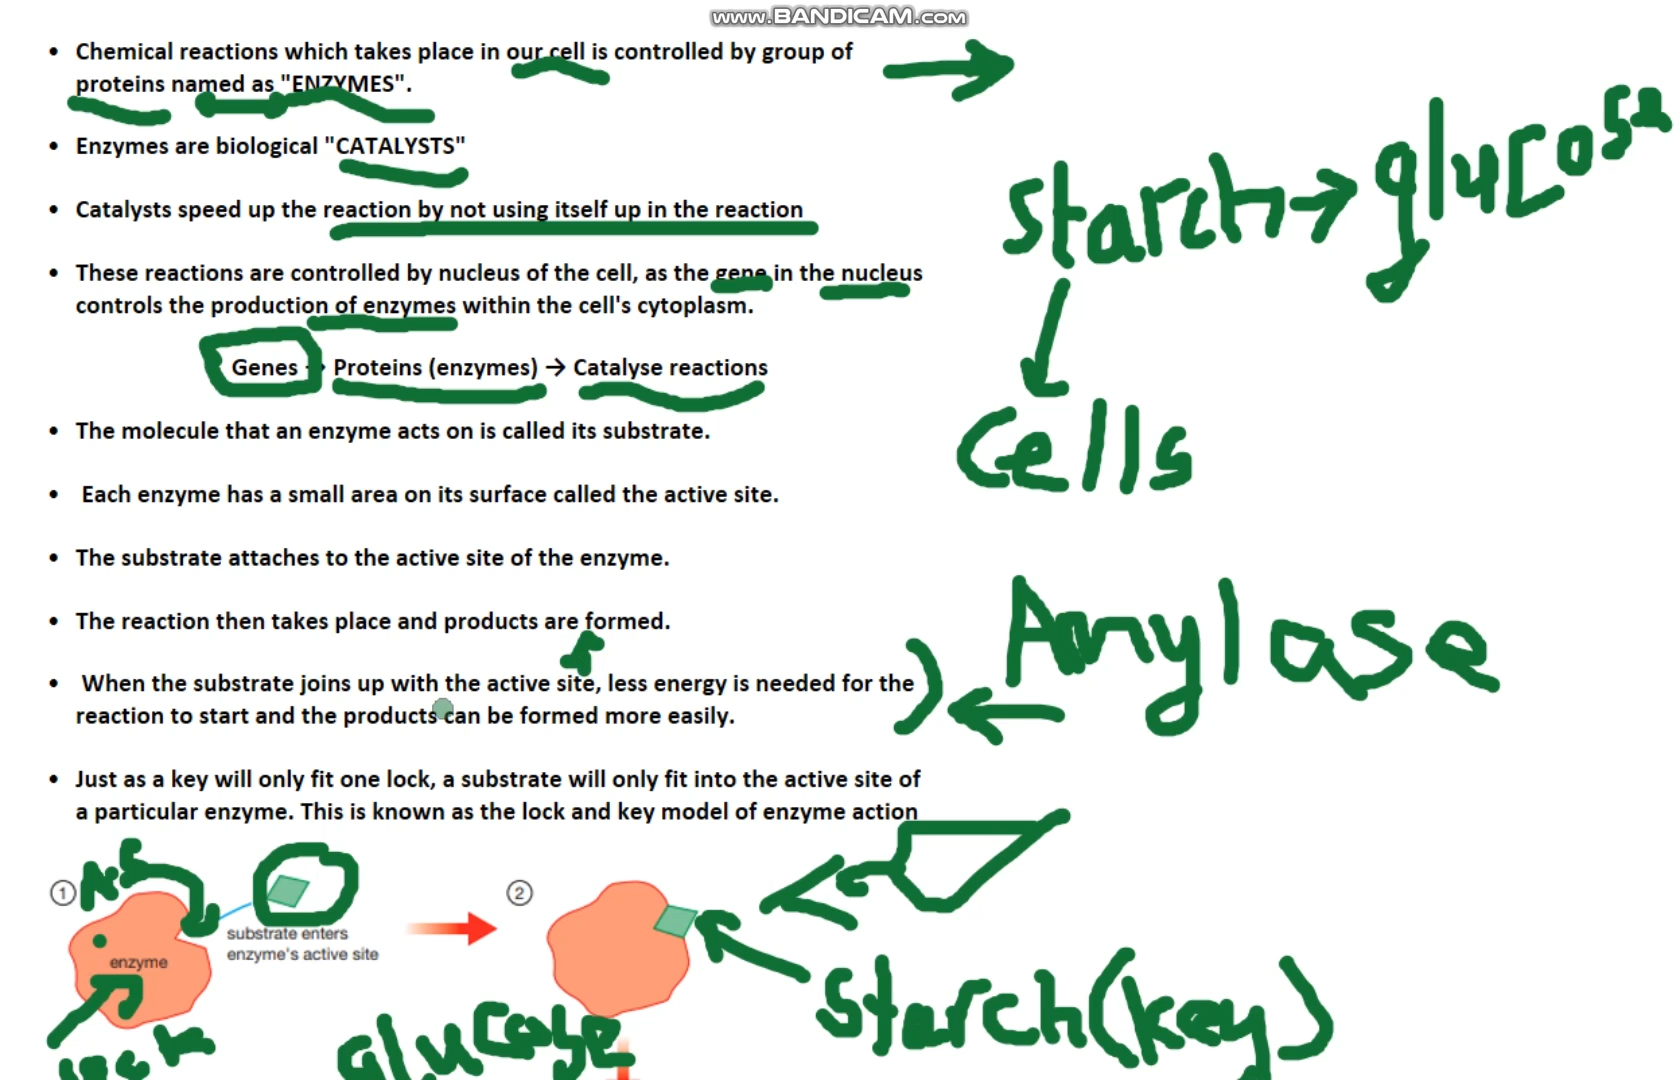 www.BANDICAM.com
• Chemical reactions which takes place in our cell is controlled by group of
proteins named as "ENZYMES".
• Enzymes are biological "CATALYSTS"
• Catalysts speed up the reaction by not using itself up in the reaction
• These reactions are controlled by nucleus of the cell, as the gene in the nucleus
controls the production of enzymes within the cell's cytoplasm.
Genes → Proteins (enzymes) → Catalyse reactions
• The molecule that an enzyme acts on is called its substrate.
• Each enzyme has a small area on its surface called the active site.
• The substrate attaches to the active site of the enzyme.
• The reaction then takes place and products are formed.
• When the substrate joins up with the active site, less energy is needed for the
reaction to start and the products can be formed more easily.
• Just as a key will only fit one lock, a substrate will only fit into the active site of
a particular enzyme. This is known as the lock and key model of enzyme action
starch → glucose
cells
Amylase
1
AS
enzyme
substrate enters
enzyme's active site
2
starch (key)